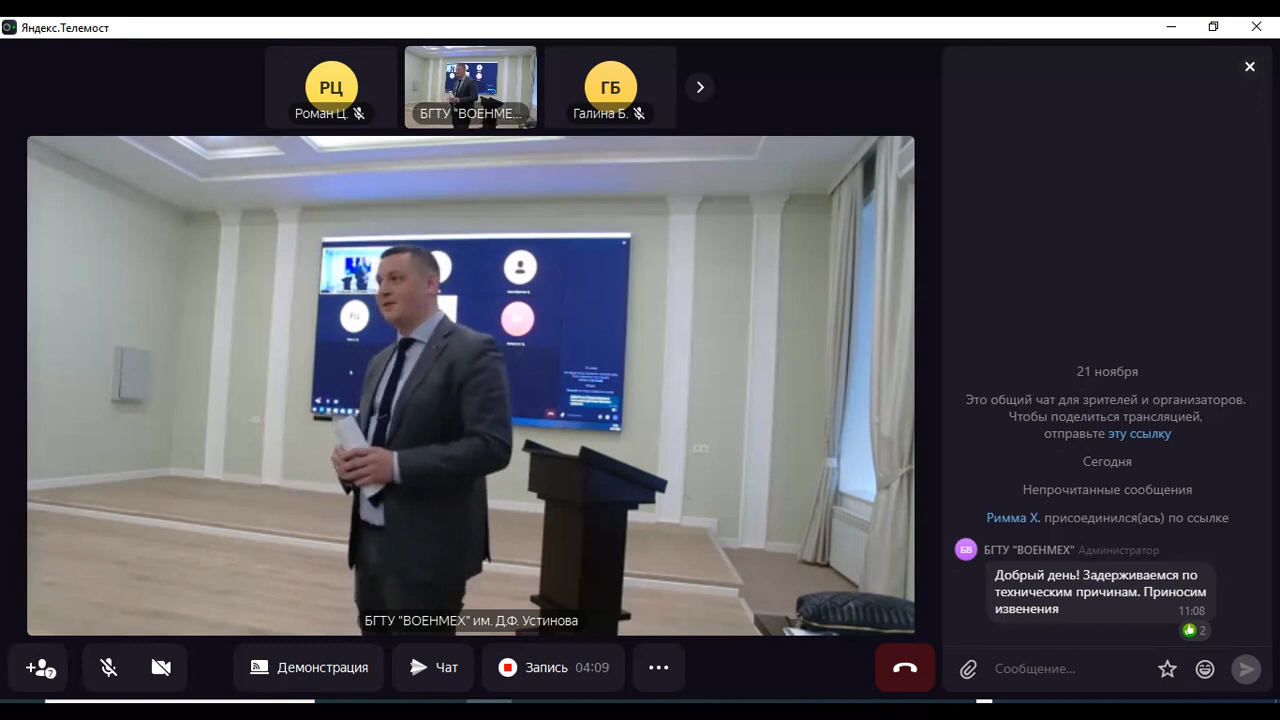 Яндекс.Телемост
РЦ
Роман Ц.
БГТУ "ВОЕНМЕ...
ГБ
Галина Б.
РЦ
БГТУ "ВОЕНМЕХ" им. Д.Ф. Устинова
21 ноября
Это общий чат для зрителей и организаторов.
Чтобы поделиться трансляцией,
отправьте эту ссылку
Сегодня
Непрочитанные сообщения
Римма Х. присоединился(ась) по ссылке
БВ
БГТУ "ВОЕНМЕХ" Администратор
Добрый день! Задерживаемся по
техническим причинам. Приносим
извенения
11:08
2
7
Демонстрация
Чат
Запись 04:09
Сообщение...